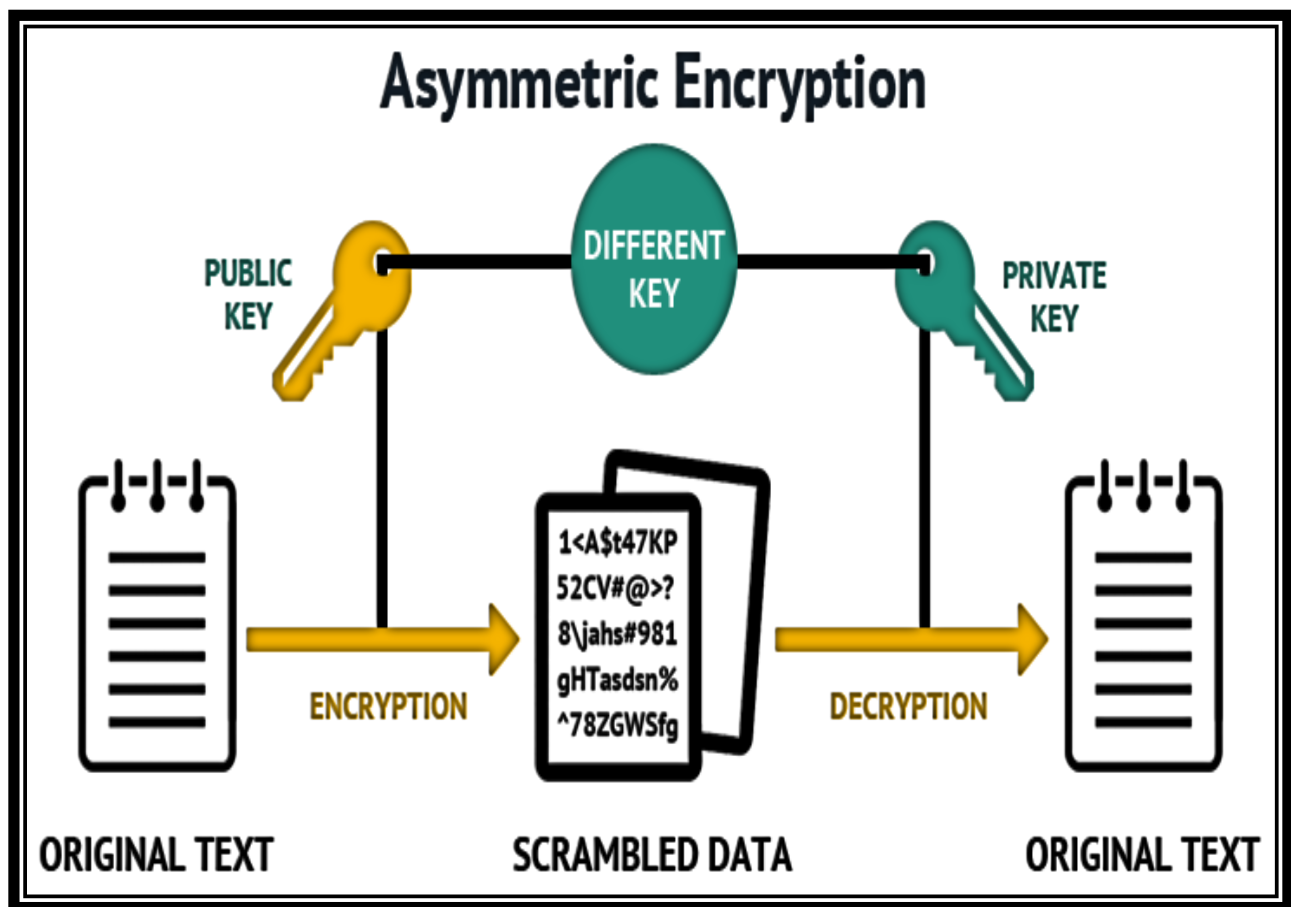 Asymmetric Encryption
DIFFERENT
KEY
PUBLIC
KEY
PRIVATE
KEY
1<A$t47KP
52CV#@>?
8\jahs#981
gHTasdsn%
^78ZGWSfg
ENCRYPTION
DECRYPTION
ORIGINAL TEXT
SCRAMBLED DATA
ORIGINAL TEXT